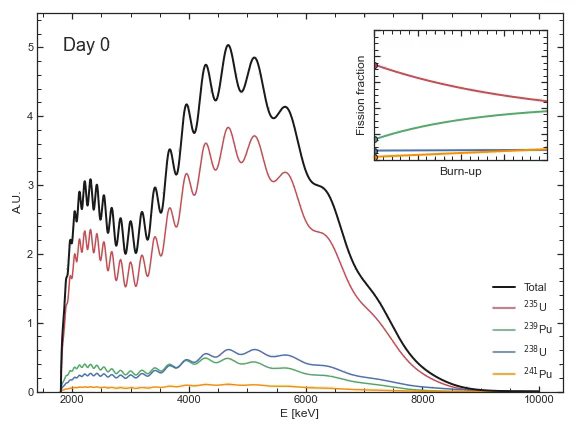 Day 0
5
4
3
2
1
0
A.U.
2000
4000
6000
8000
10000
E [keV]
Fission fraction
Burn-up
Total
²³⁵U
²³⁹Pu
²³⁸U
²⁴¹Pu